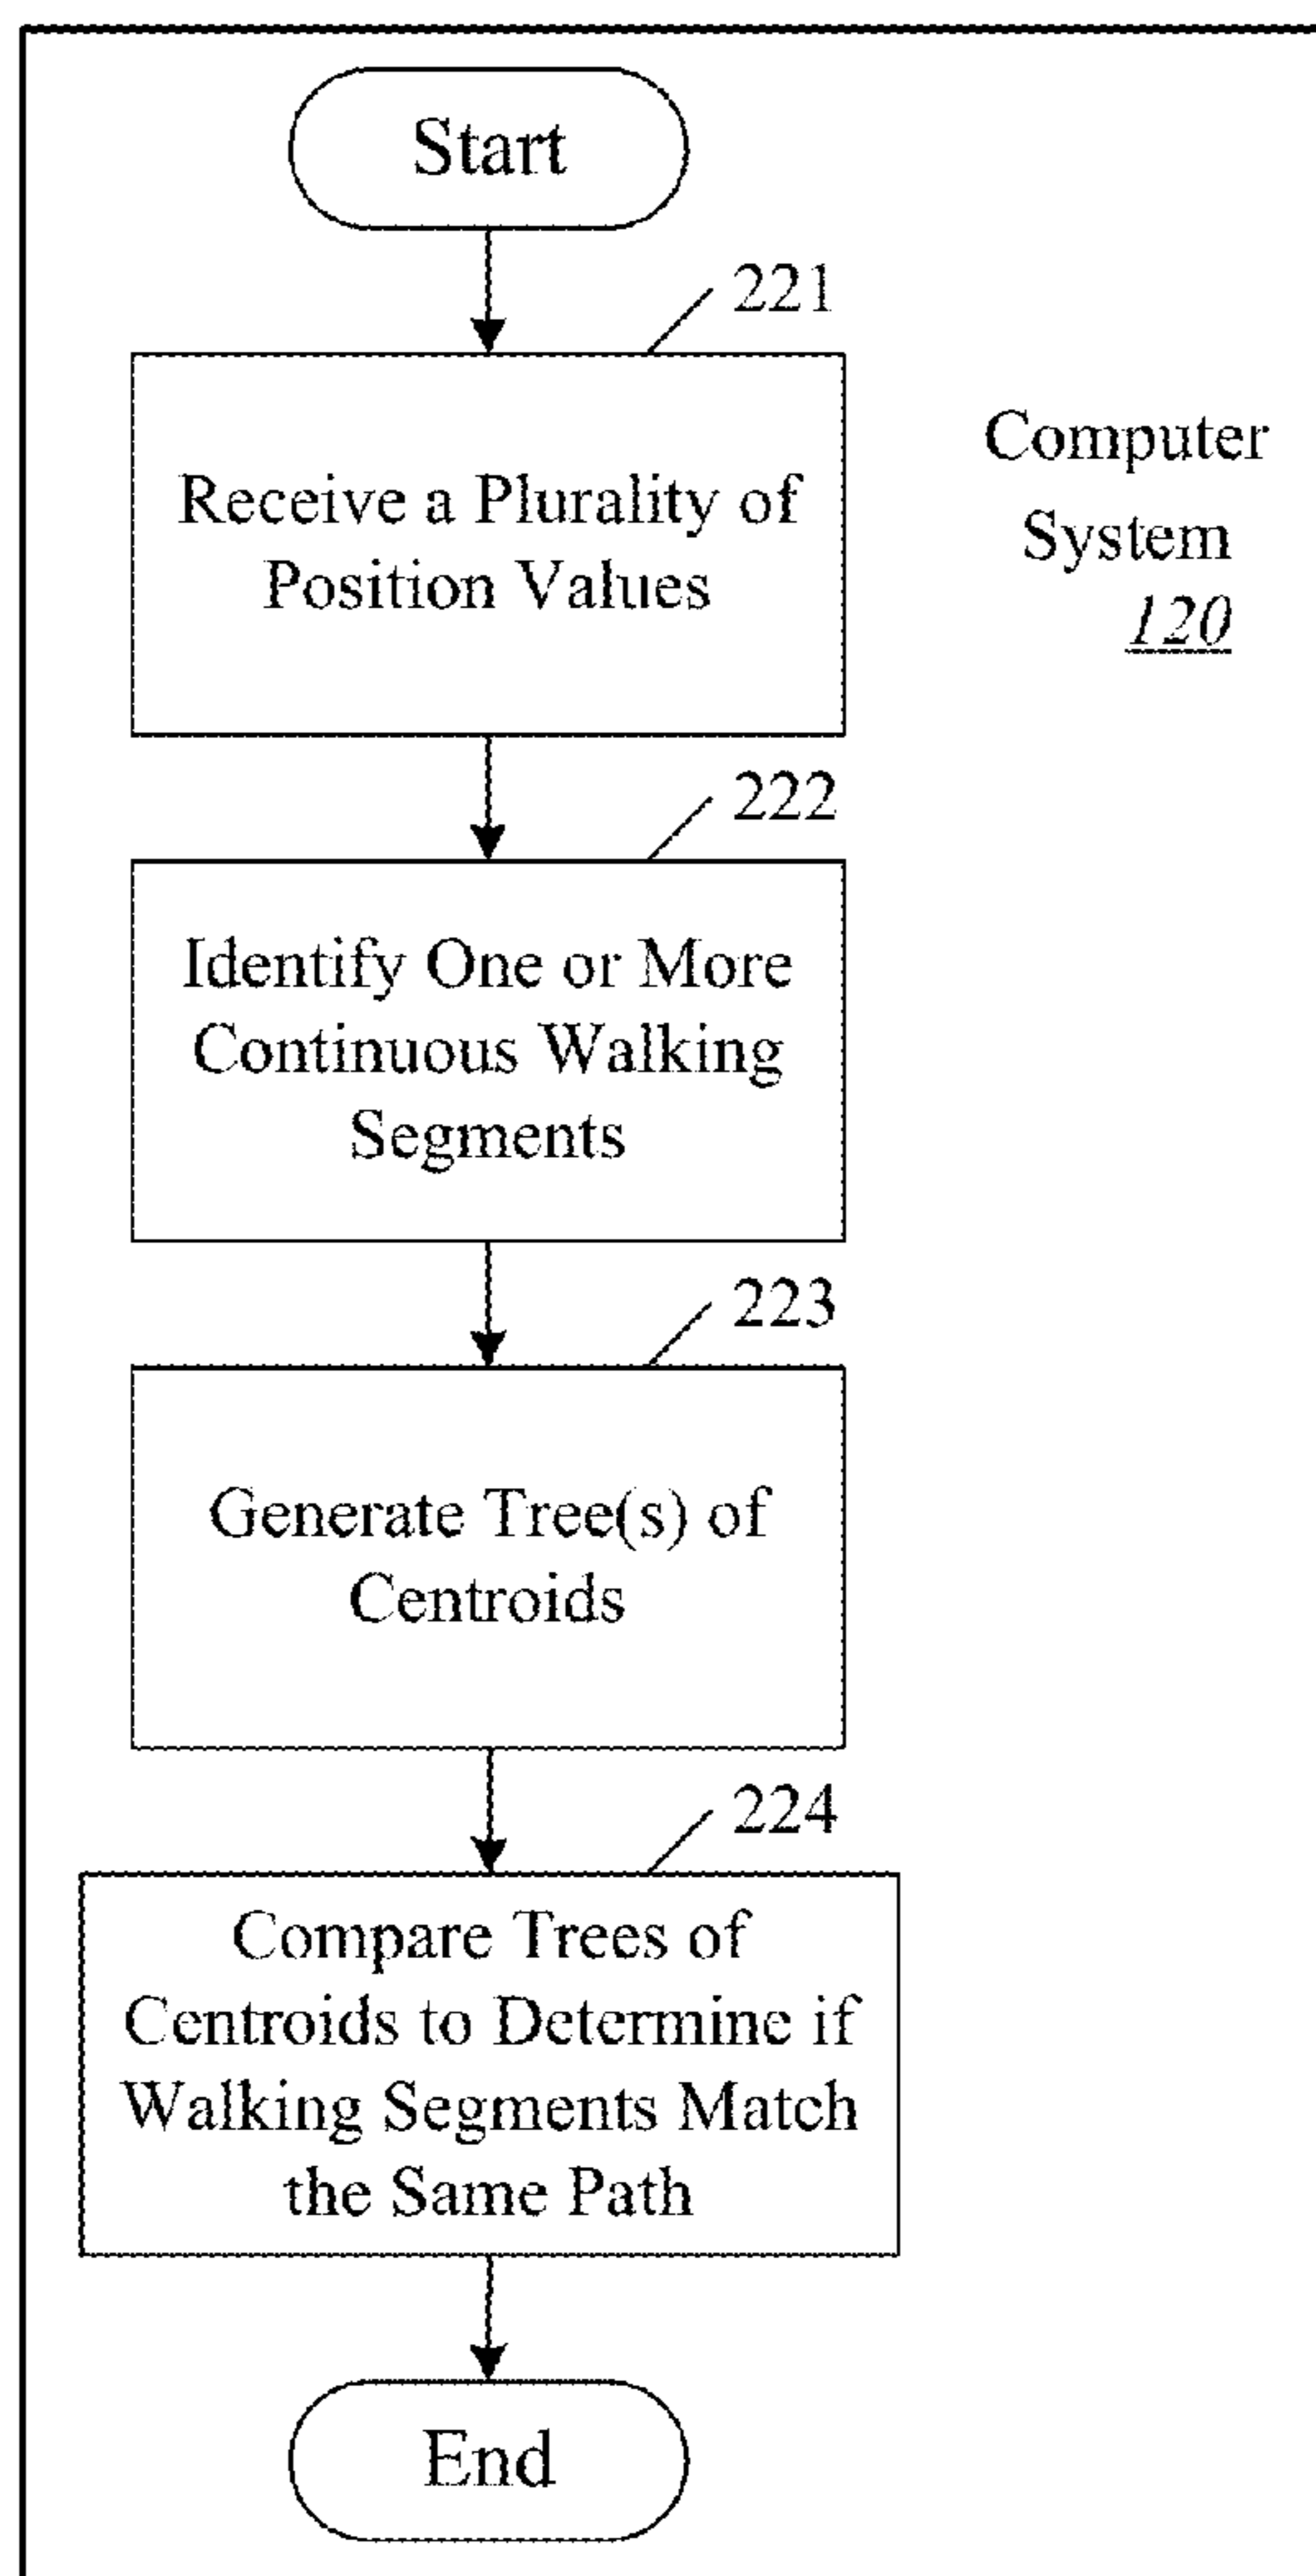 Start
221
Receive a Plurality of
Position Values
Computer
System
120
222
Identify One or More
Continuous Walking
Segments
223
Generate Tree(s) of
Centroids
224
Compare Trees of
Centroids to Determine if
Walking Segments Match
the Same Path
End